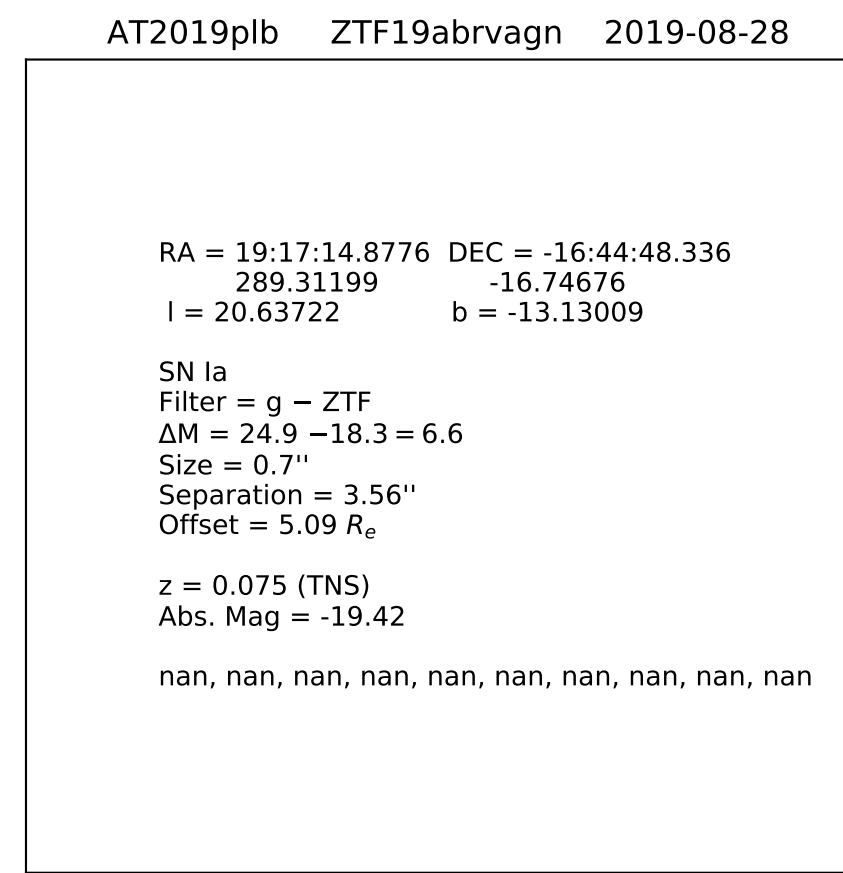 AT2019plb ZTF19abrvagn 2019-08-28
RA = 19:17:14.8776 DEC = -16:44:48.336
289.31199 -16.74676
l = 20.63722 b = -13.13009
SN Ia
Filter = g − ZTF
ΔM = 24.9 −18.3 = 6.6
Size = 0.7''
Separation = 3.56''
Offset = 5.09 Rₑ
z = 0.075 (TNS)
Abs. Mag = -19.42
nan, nan, nan, nan, nan, nan, nan, nan, nan, nan